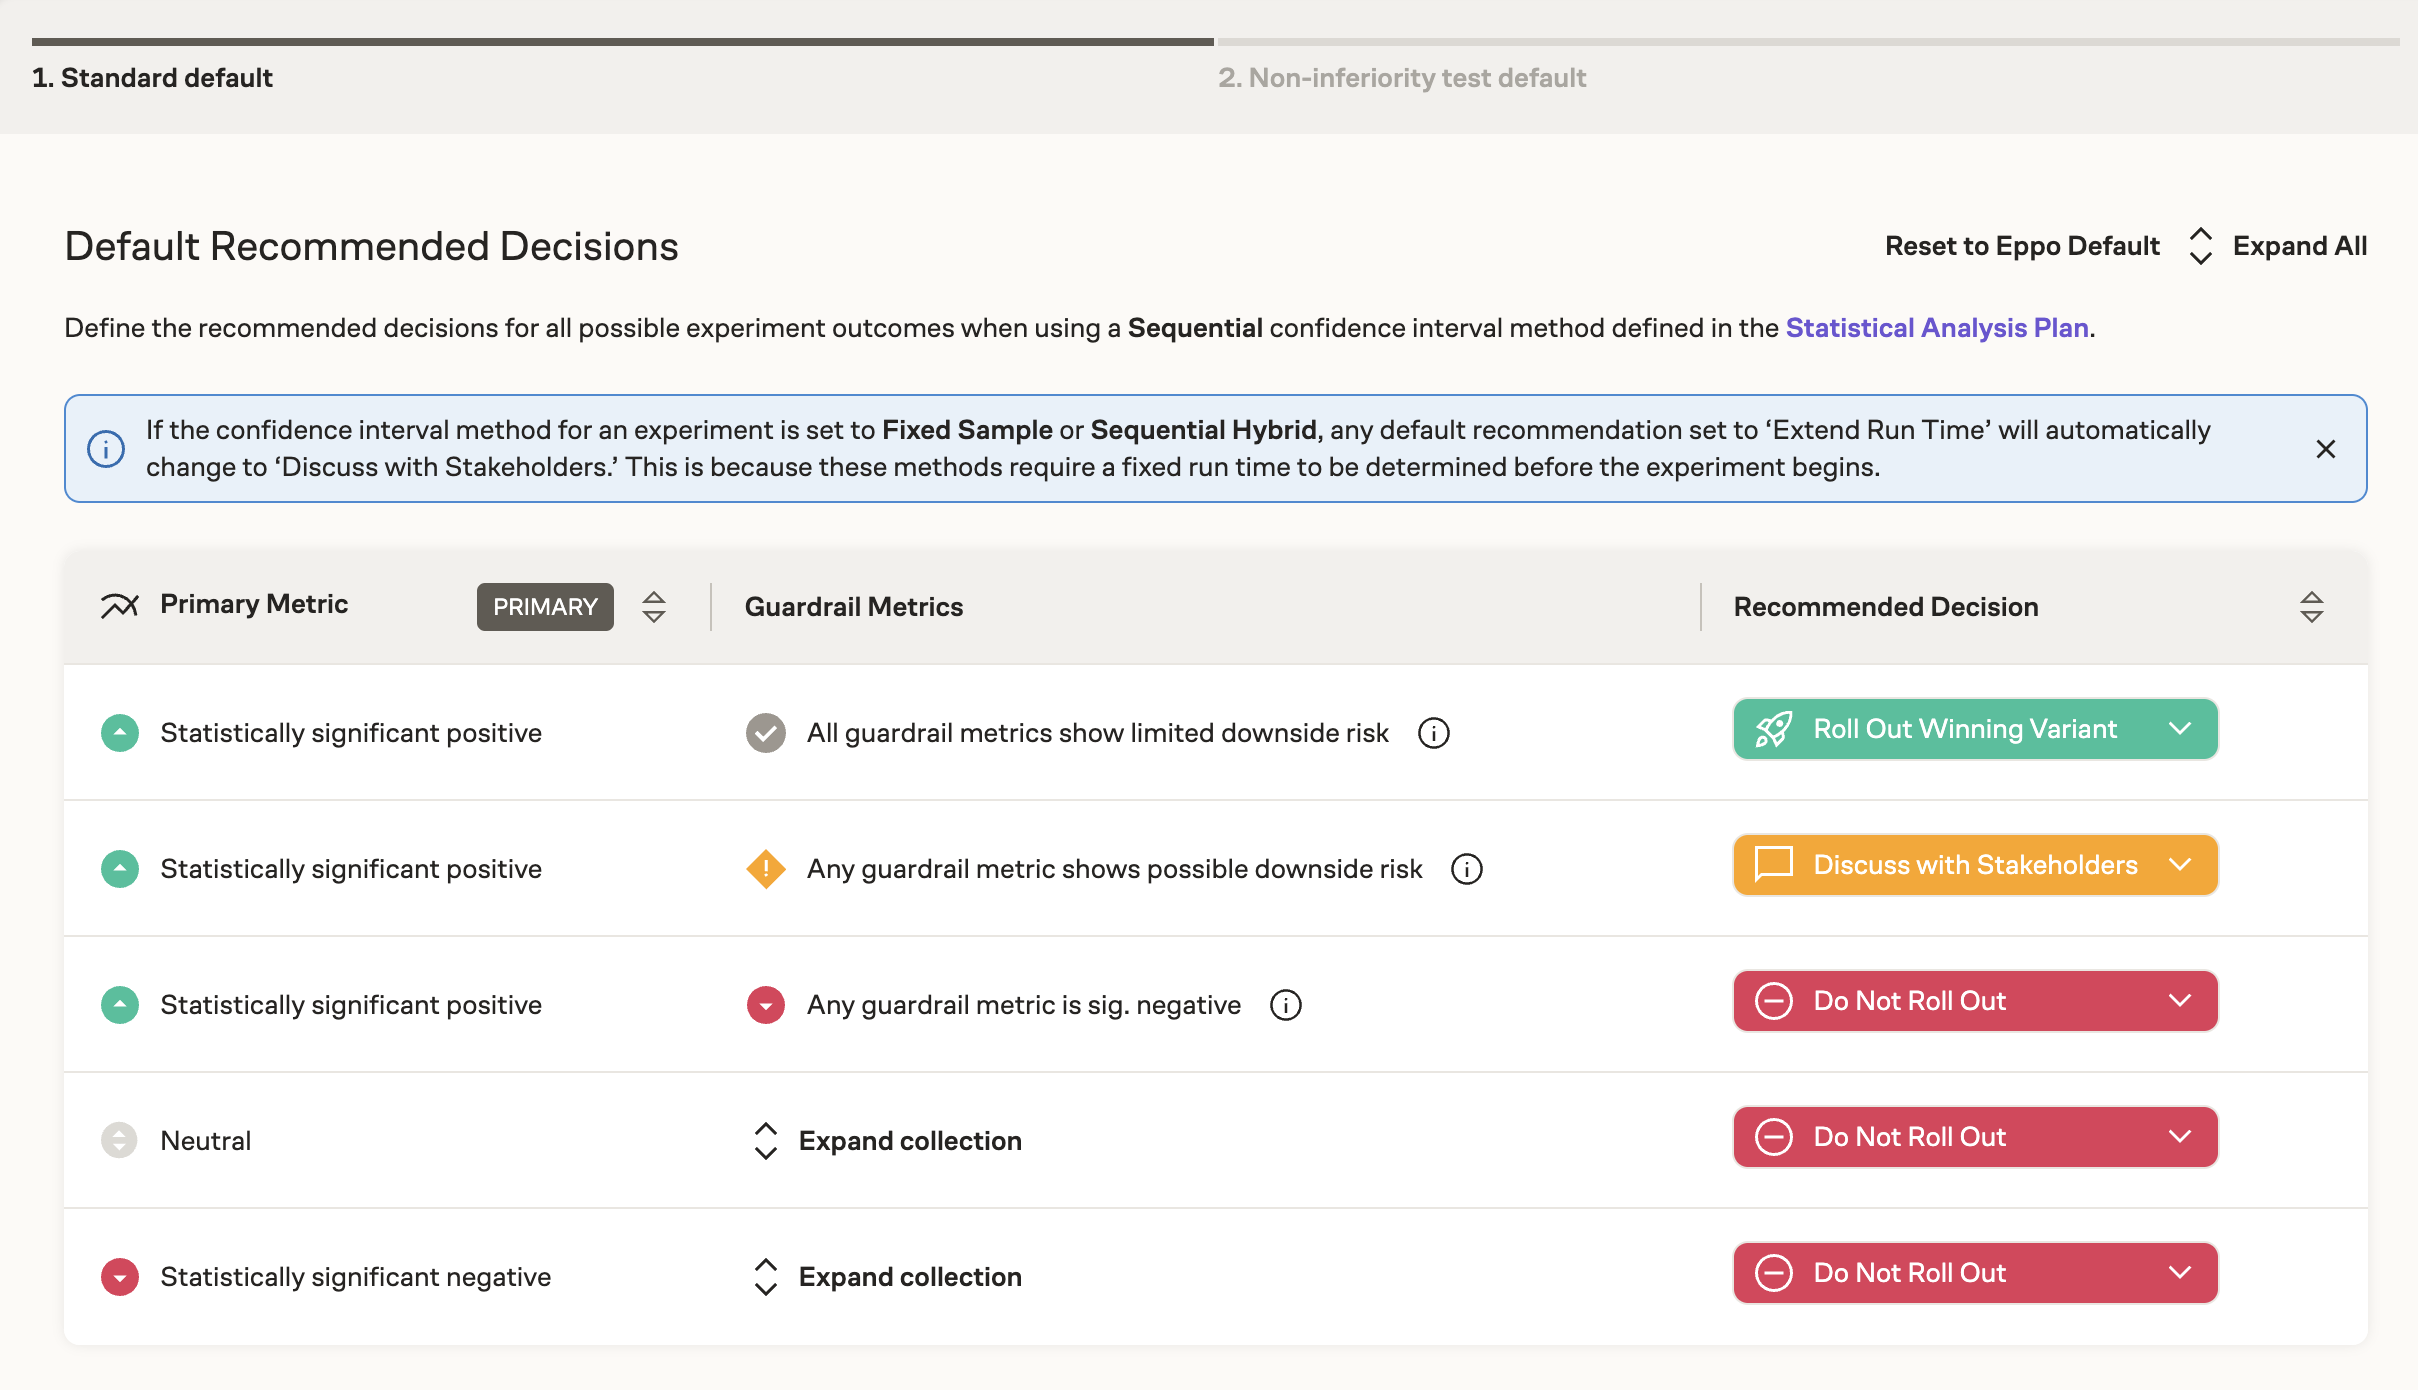 1. Standard default
2. Non-inferiority test default
Default Recommended Decisions
Reset to Eppo Default
Expand All
Define the recommended decisions for all possible experiment outcomes when using a Sequential confidence interval method defined in the Statistical Analysis Plan.
If the confidence interval method for an experiment is set to Fixed Sample or Sequential Hybrid, any default recommendation set to ‘Extend Run Time’ will automatically
change to ‘Discuss with Stakeholders.’ This is because these methods require a fixed run time to be determined before the experiment begins.
Primary Metric
PRIMARY
Guardrail Metrics
Recommended Decision
Statistically significant positive
All guardrail metrics show limited downside risk
Roll Out Winning Variant
Statistically significant positive
Any guardrail metric shows possible downside risk
Discuss with Stakeholders
Statistically significant positive
Any guardrail metric is sig. negative
Do Not Roll Out
Neutral
Expand collection
Do Not Roll Out
Statistically significant negative
Expand collection
Do Not Roll Out